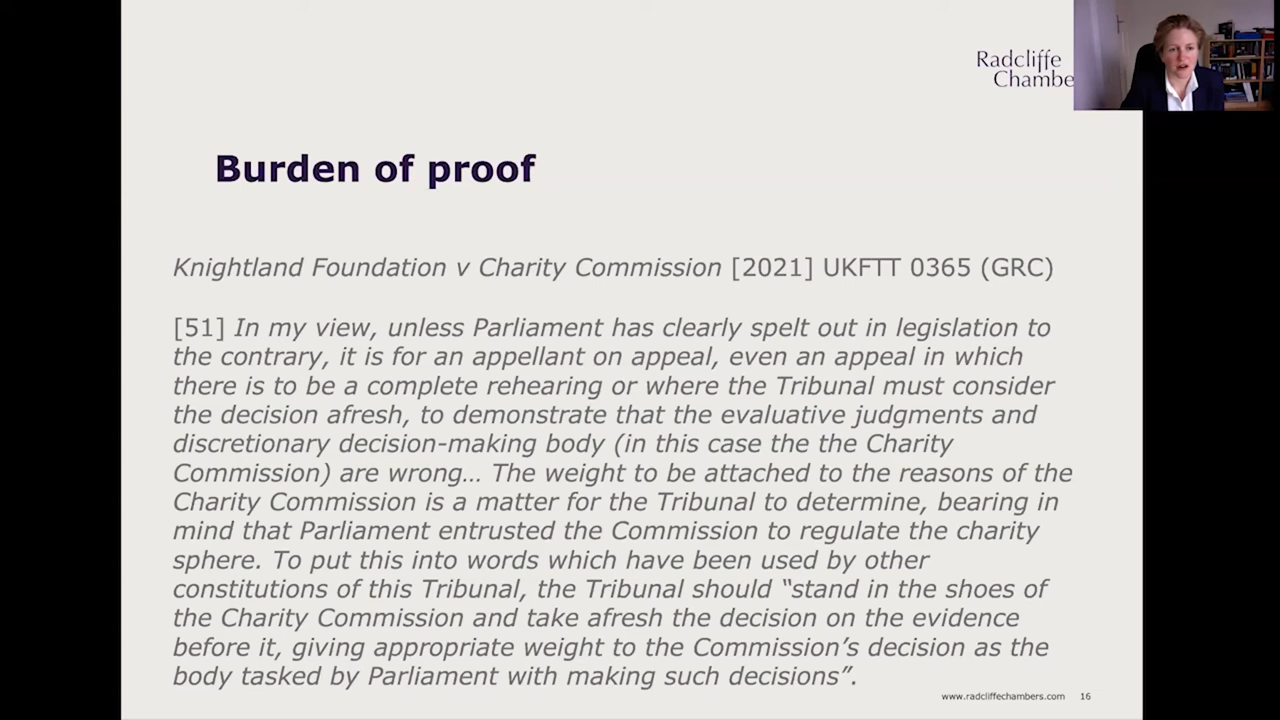 Radcliffe
Chambe
Burden of proof
Knightland Foundation v Charity Commission [2021] UKFTT 0365 (GRC)
[51] In my view, unless Parliament has clearly spelt out in legislation to
the contrary, it is for an appellant on appeal, even an appeal in which
there is to be a complete rehearing or where the Tribunal must consider
the decision afresh, to demonstrate that the evaluative judgments and
discretionary decision-making body (in this case the the Charity
Commission) are wrong… The weight to be attached to the reasons of the
Charity Commission is a matter for the Tribunal to determine, bearing in
mind that Parliament entrusted the Commission to regulate the charity
sphere. To put this into words which have been used by other
constitutions of this Tribunal, the Tribunal should “stand in the shoes of
the Charity Commission and take afresh the decision on the evidence
before it, giving appropriate weight to the Commission’s decision as the
body tasked by Parliament with making such decisions”.
www.radcliffechambers.com 16